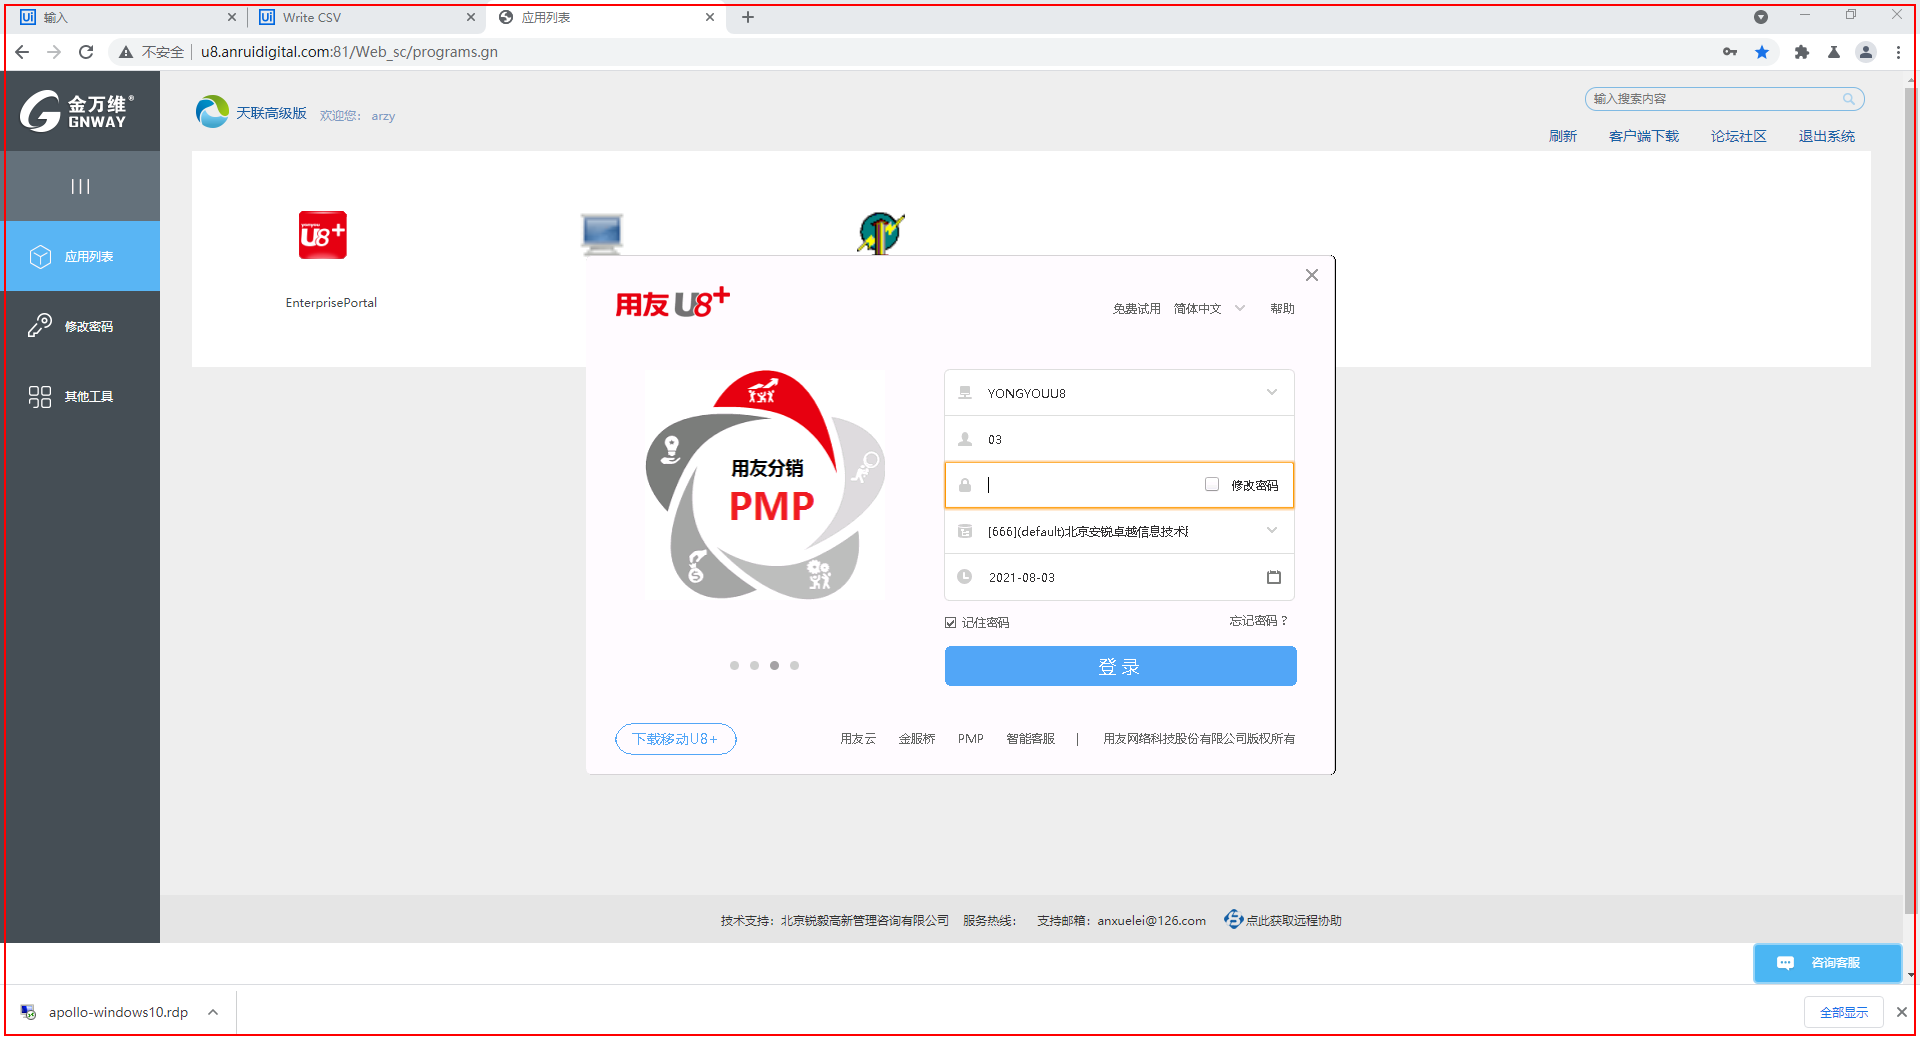 输入
Write CSV
应用列表
不安全
u8.anruidigital.com:81/Web_sc/programs.gn
金万维®
GNWAY
天联高级版
欢迎您: arzy
输入搜索内容
刷新
客户端下载
论坛社区
退出系统
应用列表
修改密码
其他工具
U8+
EnterprisePortal
用友U8+
免费试用
简体中文
帮助
用友分销
PMP
YONGYOUU8
03
修改密码
[666](default)北京安锐卓越信息技术
2021-08-03
记住密码
忘记密码?
登录
下载移动U8+
用友云
金服桥
PMP
智能客服
|
用友网络科技股份有限公司版权所有
技术支持: 北京锐毅高新管理咨询有限公司
服务热线:
支持邮箱: anxuelei@126.com
点此获取远程协助
咨询客服
apollo-windows10.rdp
全部显示